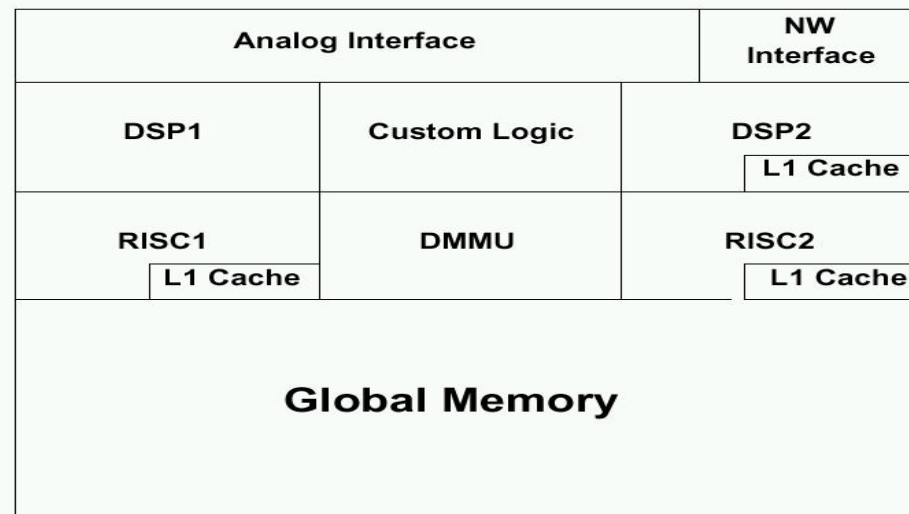 Analog Interface
NW
Interface
DSP1
Custom Logic
DSP2
L1 Cache
RISC1
L1 Cache
DMMU
RISC2
L1 Cache
Global Memory